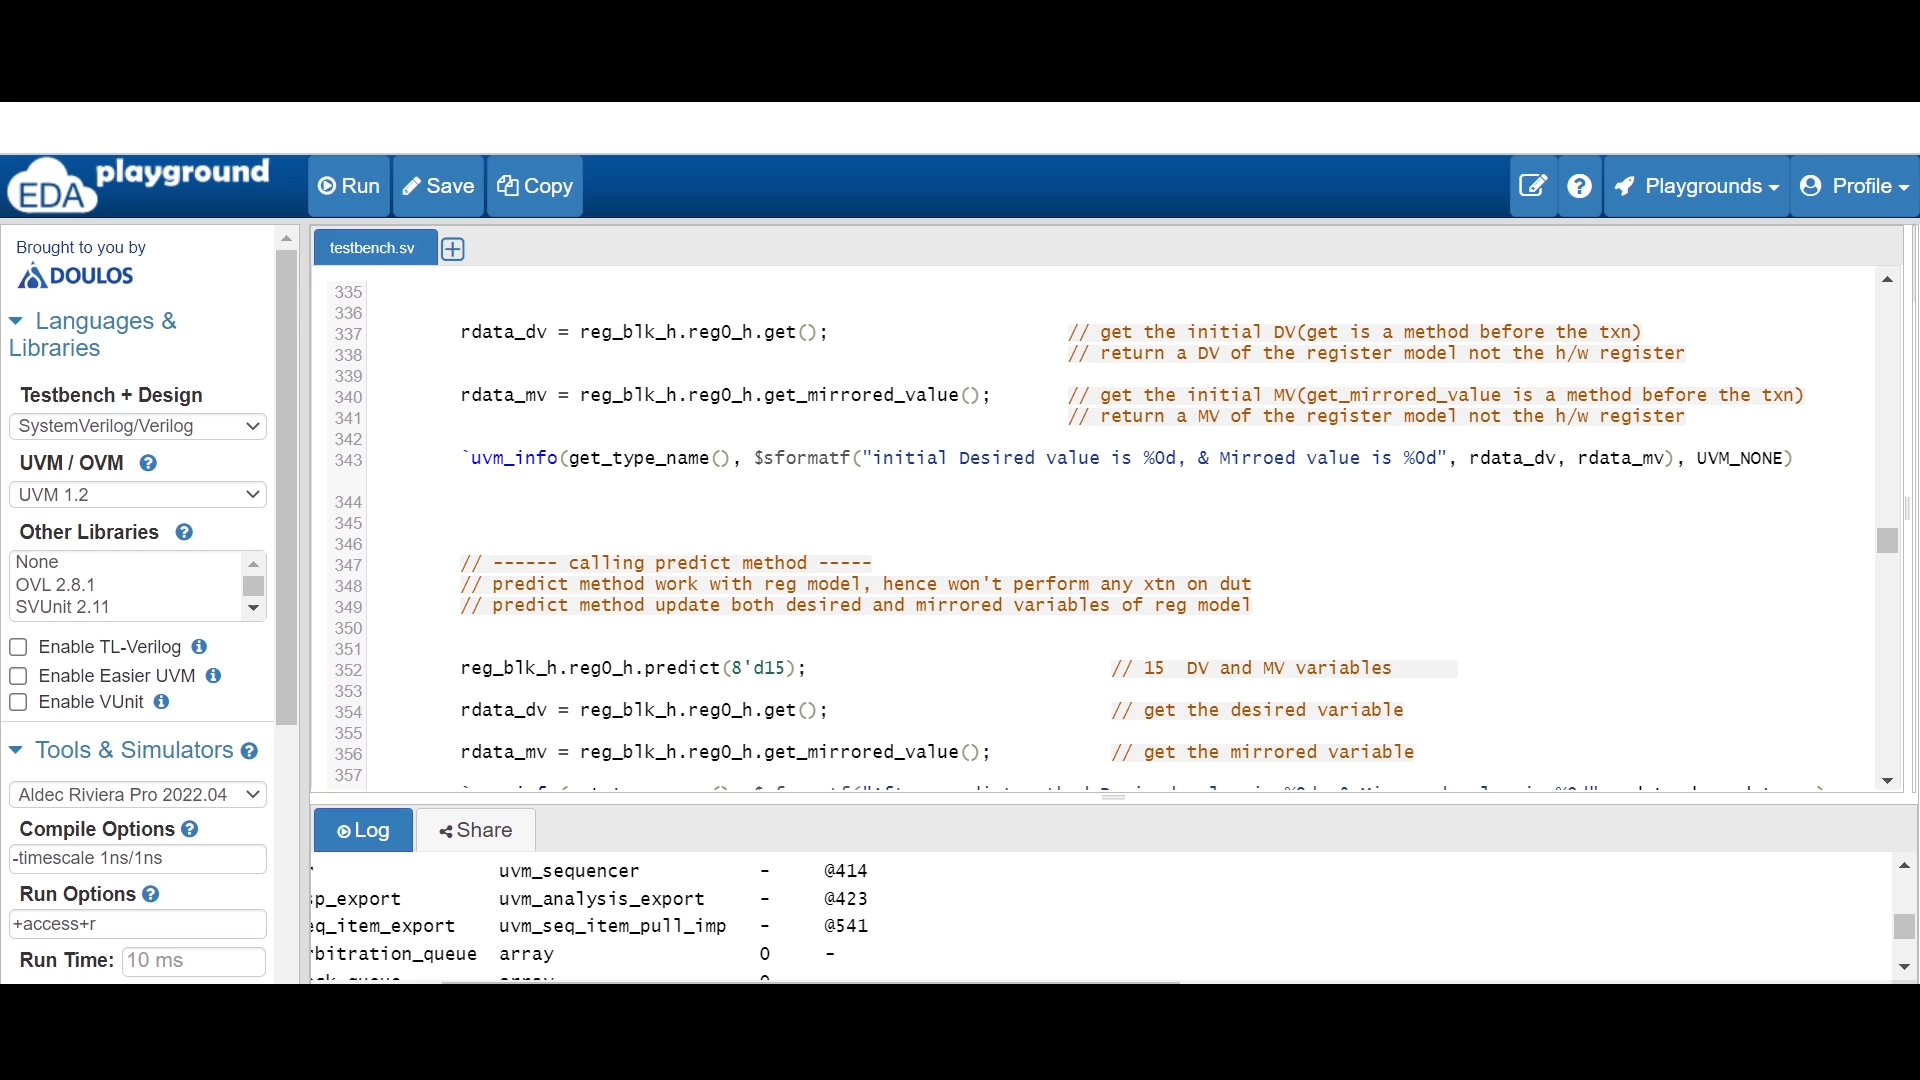 EDA playground
Run
Save
Copy
Playgrounds
Profile
Brought to you by
DOULOS
Languages &
Libraries
Testbench + Design
SystemVerilog/Verilog
UVM / OVM
UVM 1.2
Other Libraries
None
OVL 2.8.1
SVUnit 2.11
Enable TL-Verilog
Enable Easier UVM
Enable VUnit
Tools & Simulators
Aldec Riviera Pro 2022.04
Compile Options
-timescale 1ns/1ns
Run Options
+access+r
Run Time: 10 ms
testbench.sv
335
336
337 rdata_dv = reg_blk_h.reg0_h.get(); // get the initial DV(get is a method before the txn)
338 // return a DV of the register model not the h/w register
339
340 rdata_mv = reg_blk_h.reg0_h.get_mirrored_value(); // get the initial MV(get_mirrored_value is a method before the txn)
341 // return a MV of the register model not the h/w register
342
343 `uvm_info(get_type_name(), $sformatf("initial Desired value is %0d, & Mirroed value is %0d", rdata_dv, rdata_mv), UVM_NONE)
344
345
346
347 // ------ calling predict method -----
348 // predict method work with reg model, hence won't perform any xtn on dut
349 // predict method update both desired and mirrored variables of reg model
350
351
352 reg_blk_h.reg0_h.predict(8'd15); // 15 DV and MV variables
353
354 rdata_dv = reg_blk_h.reg0_h.get(); // get the desired variable
355
356 rdata_mv = reg_blk_h.reg0_h.get_mirrored_value(); // get the mirrored variable
357
Log
Share
uvm_sequencer - @414
sp_export uvm_analysis_export - @423
eq_item_export uvm_seq_item_pull_imp - @541
rbitration_queue array 0 -